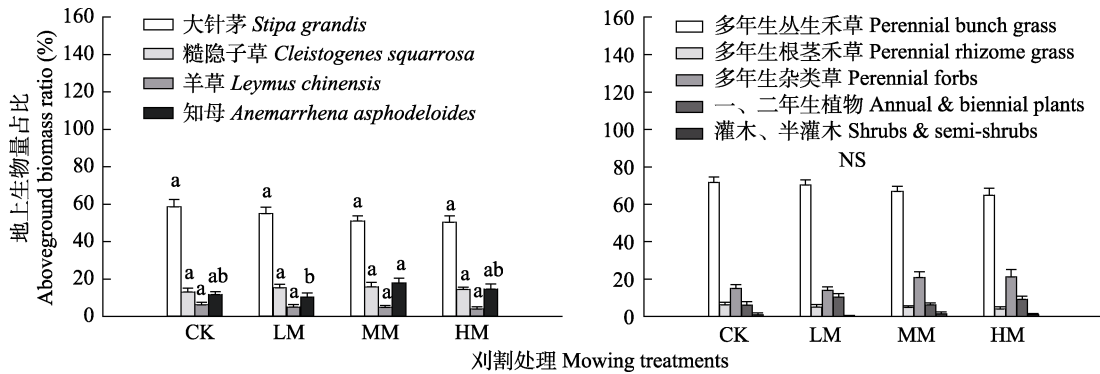 地上生物量占比
Aboveground biomass ratio (%)
160
140
120
100
80
60
40
20
0
大针茅 Stipa grandis
糙隐子草 Cleistogenes squarrosa
羊草 Leymus chinensis
知母 Anemarrhena asphodeloides
a a a ab
a a a b
a a a a
a a a ab
CK LM MM HM
160
140
120
100
80
60
40
20
0
多年生丛生禾草 Perennial bunch grass
多年生根茎禾草 Perennial rhizome grass
多年生杂类草 Perennial forbs
一、二年生植物 Annual & biennial plants
灌木、半灌木 Shrubs & semi-shrubs
NS
CK LM MM HM
刈割处理 Mowing treatments